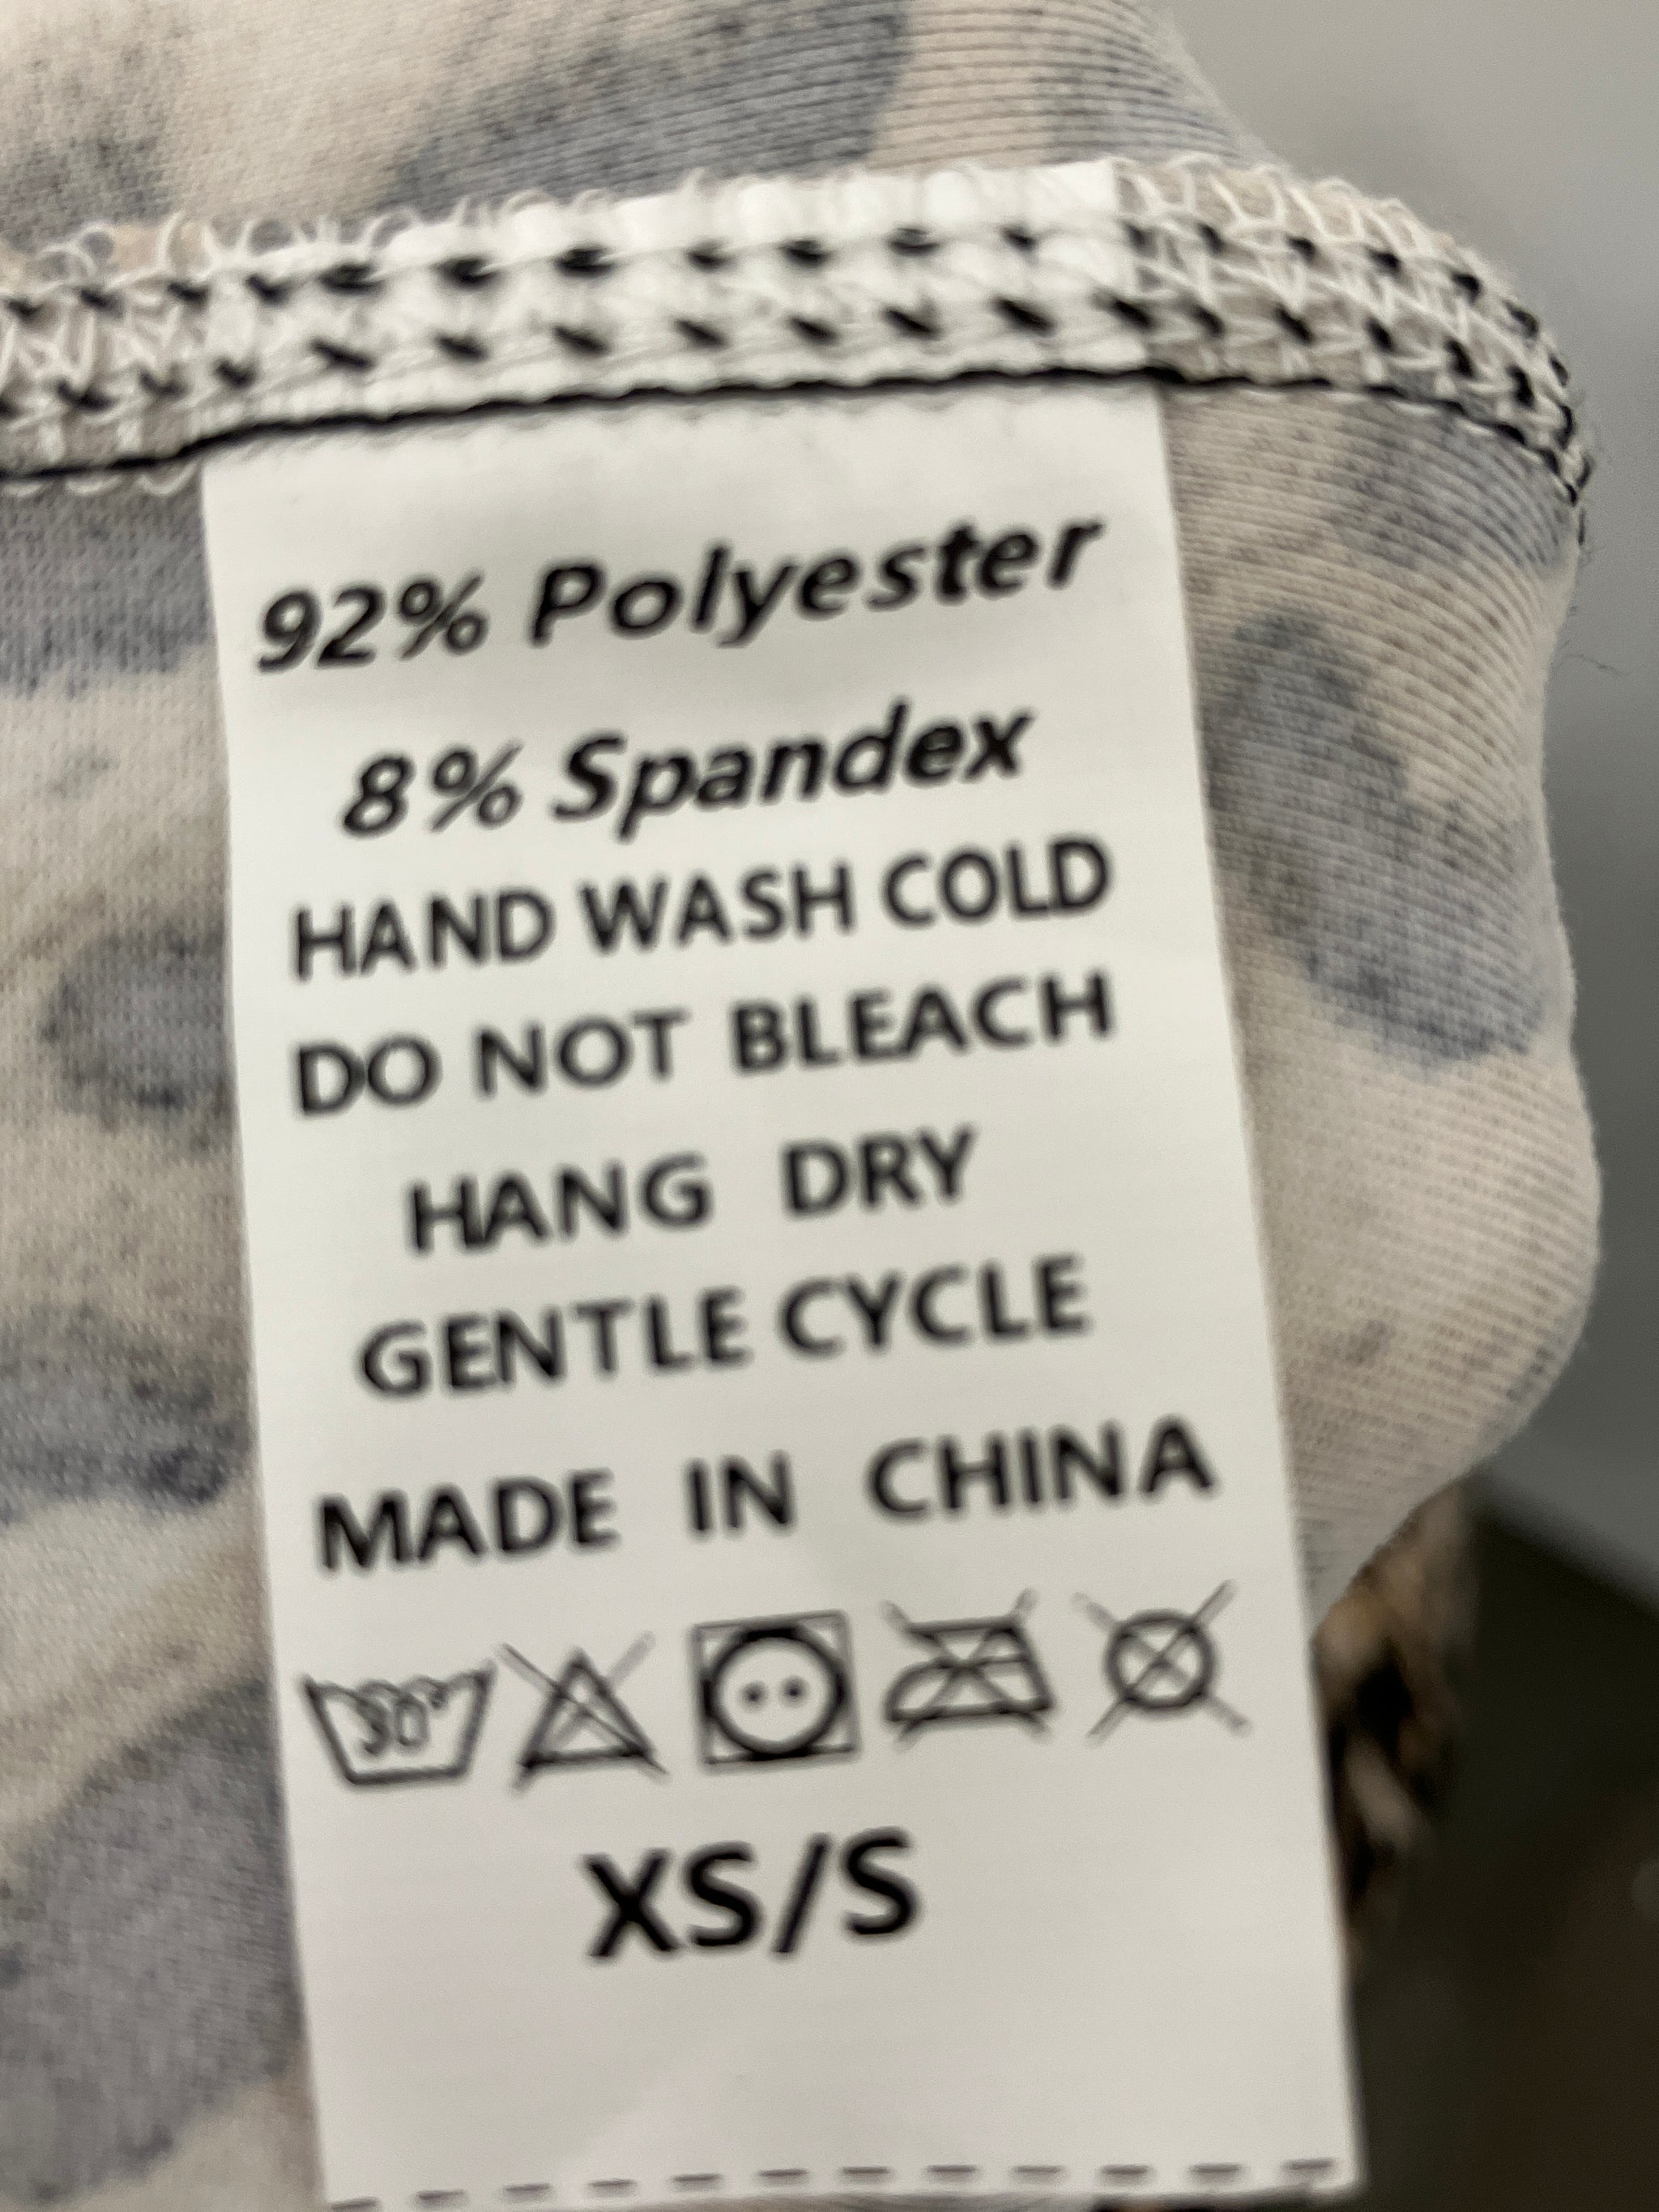 92% Polyester
8% Spandex
HAND WASH COLD
DO NOT BLEACH
HANG DRY
GENTLE CYCLE
MADE IN CHINA
30°
XS/S